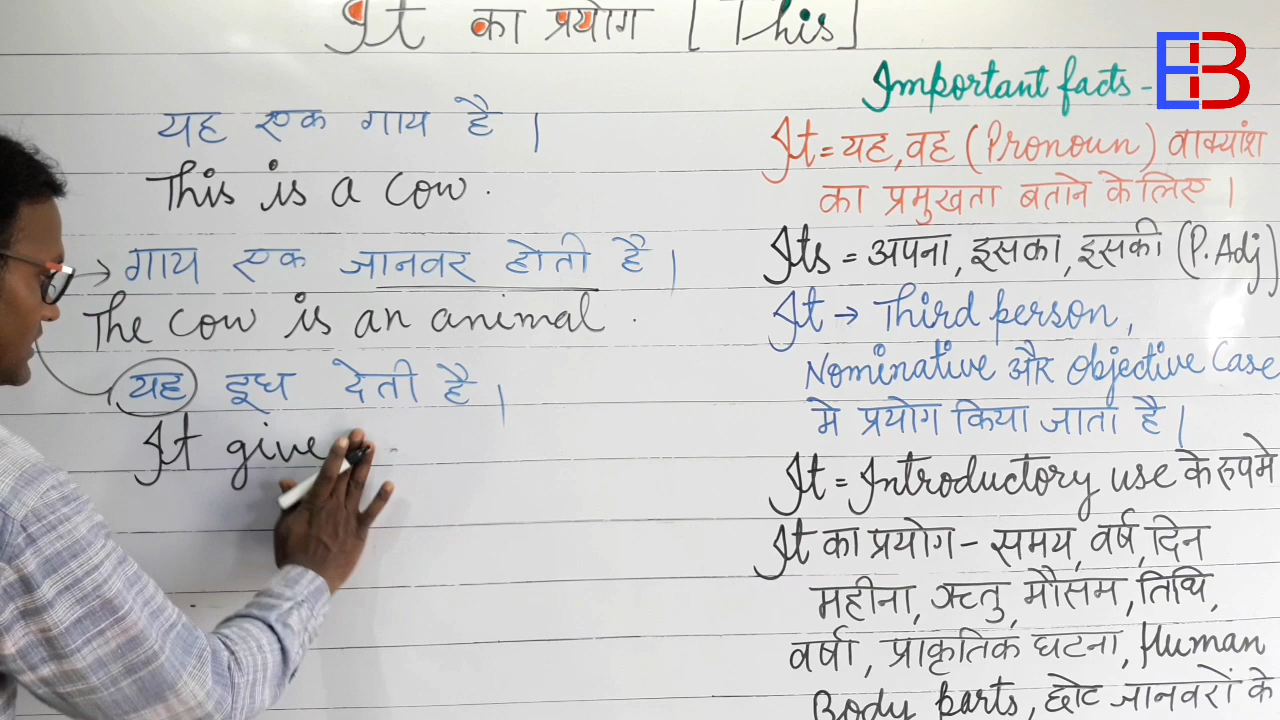 It का प्रयोग [This]
यह एक गाय है।
This is a cow.
गाय एक जानवर होती है।
The cow is an animal.
यह दूध देती है।
It give
Important facts -
EB
It = यह, वह (Pronoun) वाक्यांश
का प्रमुखता बताने के लिए।
Its = अपना, इसका, इसकी (P. Adj)
It → Third person,
Nominative और objective Case
मे प्रयोग किया जाता है।
It = Introductory use के रुपमे
It का प्रयोग - समय, वर्ष, दिन
महीना, ऋतु, मौसम, तिथि,
वर्षा, प्राकृतिक घटना, Human
Body parts, छोट जानवरों के